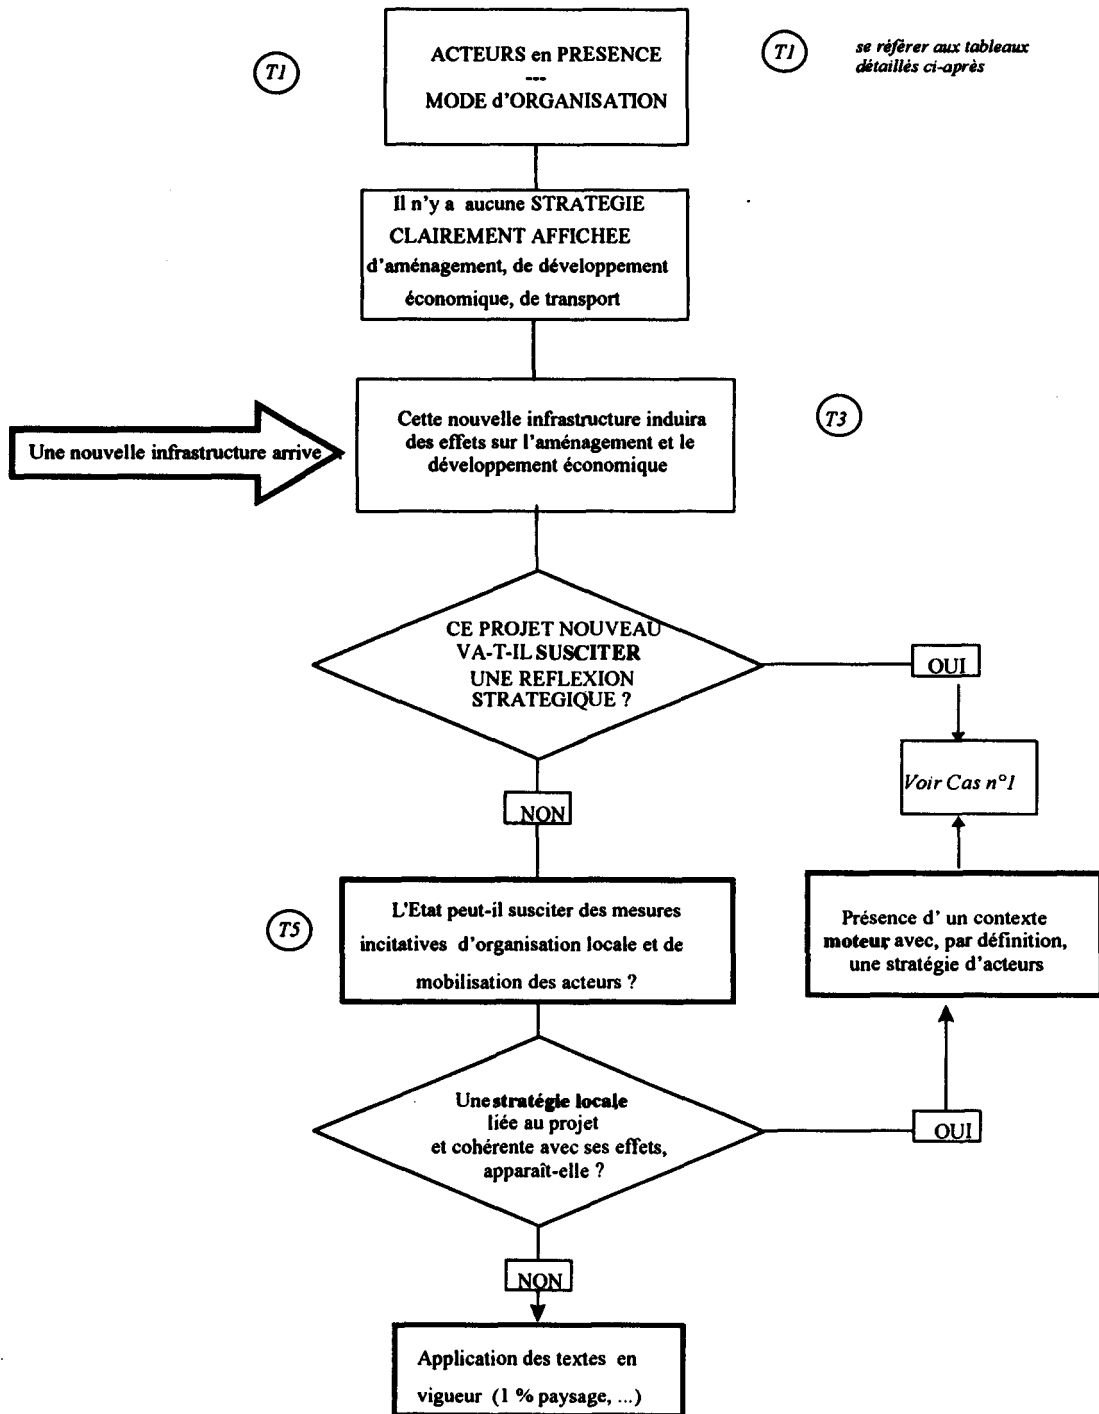 T1
ACTEURS en PRESENCE
---
MODE d'ORGANISATION
T1
se référer aux tableaux
détaillés ci-après
Il n'y a aucune STRATEGIE
CLAIREMENT AFFICHEE
d'aménagement, de développement
économique, de transport
Une nouvelle infrastructure arrive
Cette nouvelle infrastructure induira
des effets sur l'aménagement et le
développement économique
T3
CE PROJET NOUVEAU
VA-T-IL SUSCITER
UNE REFLEXION
STRATEGIQUE ?
OUI
Voir Cas n°1
NON
T5
L'Etat peut-il susciter des mesures
incitatives d'organisation locale et de
mobilisation des acteurs ?
Présence d' un contexte
moteur avec, par définition,
une stratégie d'acteurs
Une stratégie locale
liée au projet
et cohérente avec ses effets,
apparaît-elle ?
OUI
NON
Application des textes en
vigueur (1 % paysage, ...)